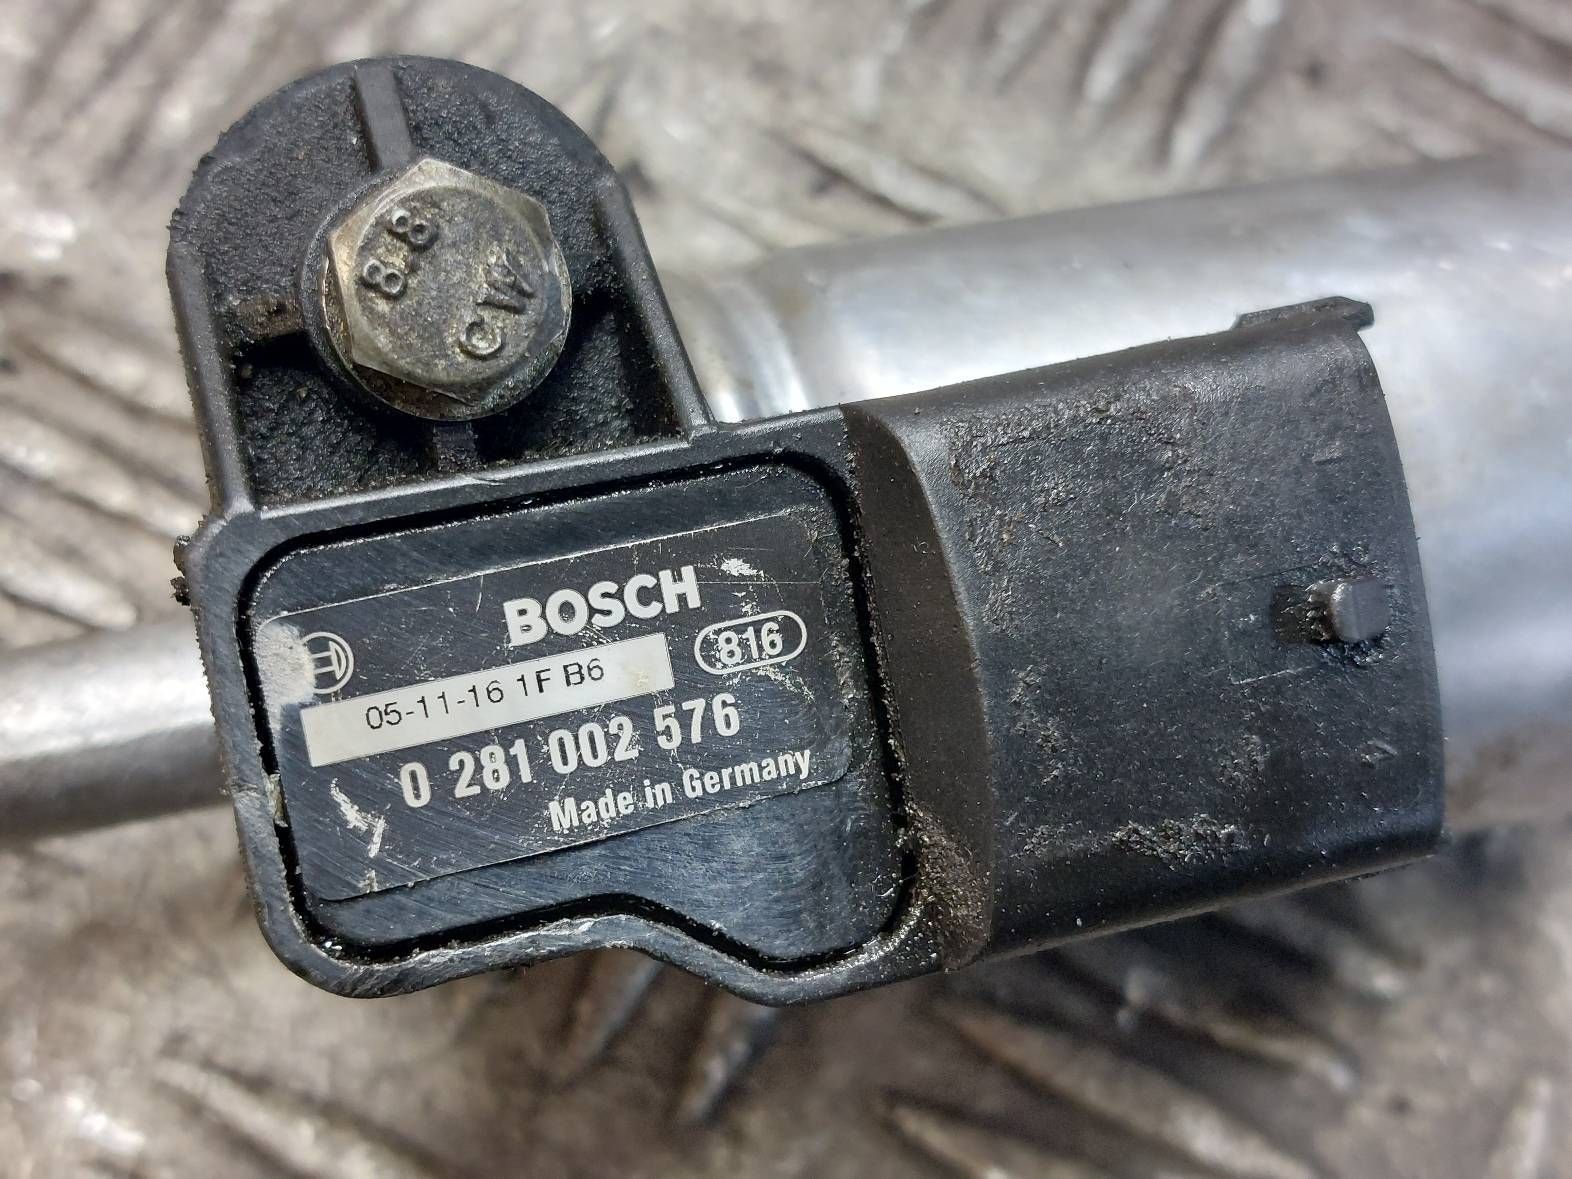 8.8
CW
BOSCH
816
05-11-16 1F B6
0 281 002 576
Made in Germany